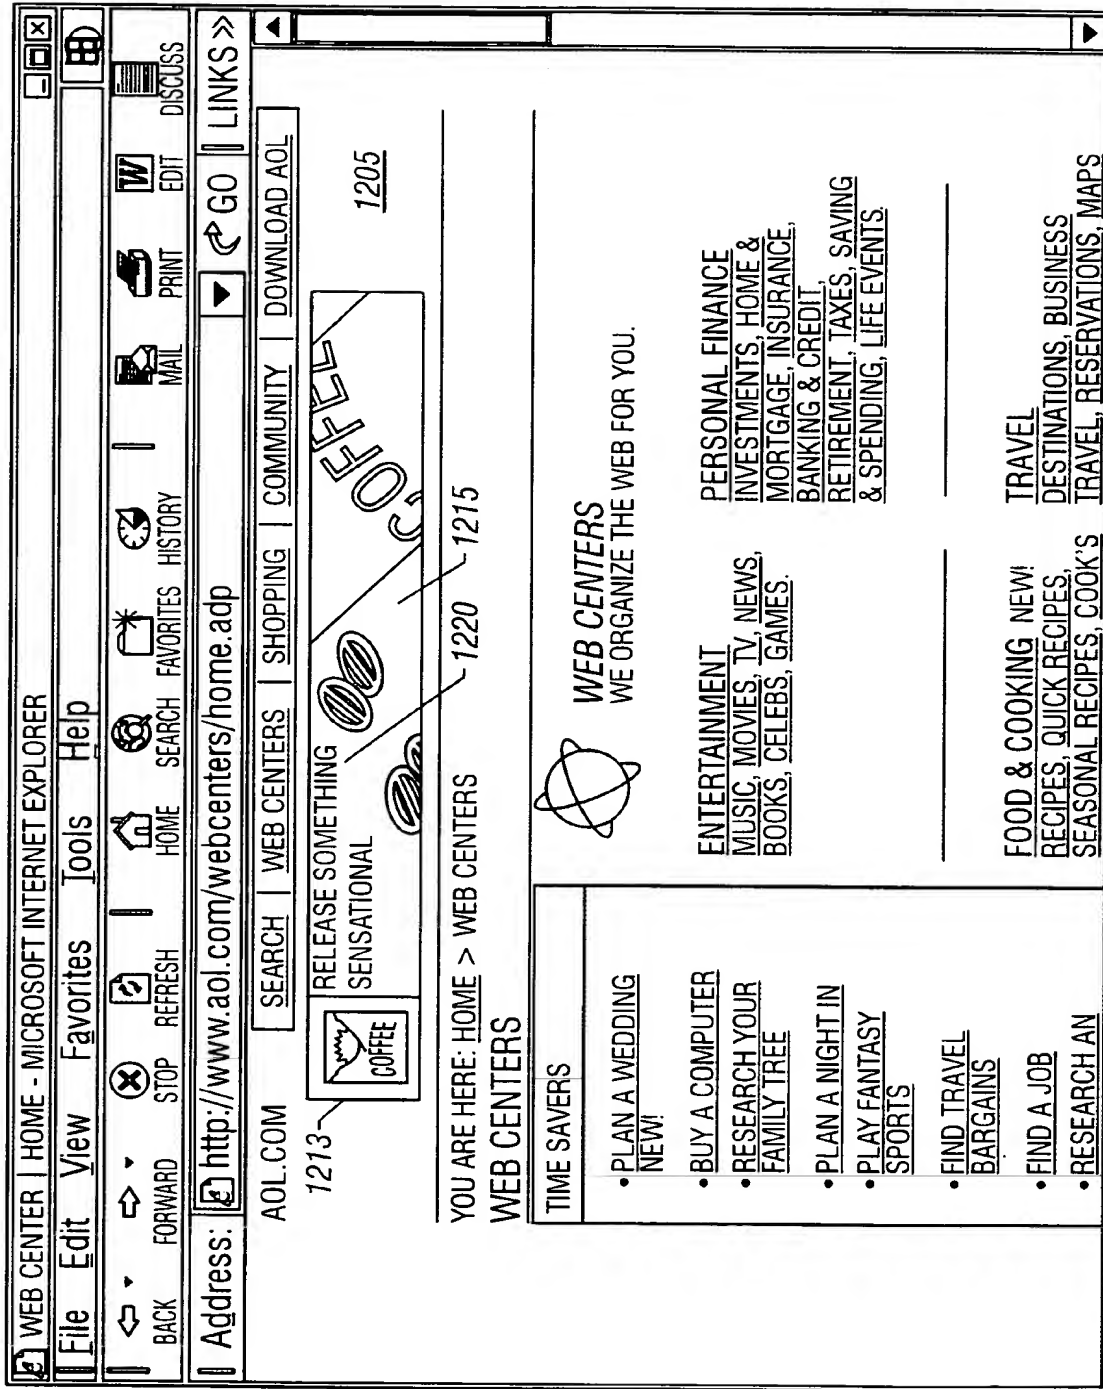 WEB CENTER | HOME - MICROSOFT INTERNET EXPLORER
File Edit View Favorites Tools Help
BACK FORWARD STOP REFRESH HOME SEARCH FAVORITES HISTORY MAIL PRINT EDIT DISCUSS
Address: http://www.aol.com/webcenters/home.adp GO LINKS >>
AOL.COM SEARCH | WEB CENTERS | SHOPPING | COMMUNITY | DOWNLOAD AOL
1213
COFFEE
RELEASE SOMETHING
SENSATIONAL
COFFEE
1205
1220
1215
YOU ARE HERE: HOME > WEB CENTERS
WEB CENTERS
TIME SAVERS
• PLAN A WEDDING
NEW!
• BUY A COMPUTER
• RESEARCH YOUR
FAMILY TREE
• PLAN A NIGHT IN
• PLAY FANTASY
SPORTS
• FIND TRAVEL
BARGAINS
• FIND A JOB
• RESEARCH AN
WEB CENTERS
WE ORGANIZE THE WEB FOR YOU.
ENTERTAINMENT
MUSIC, MOVIES, TV, NEWS,
BOOKS, CELEBS, GAMES.
PERSONAL FINANCE
INVESTMENTS, HOME &
MORTGAGE, INSURANCE,
BANKING & CREDIT,
RETIREMENT, TAXES, SAVING
& SPENDING, LIFE EVENTS.
FOOD & COOKING NEW!
RECIPES, QUICK RECIPES,
SEASONAL RECIPES, COOK'S
TRAVEL
DESTINATIONS, BUSINESS
TRAVEL, RESERVATIONS, MAPS